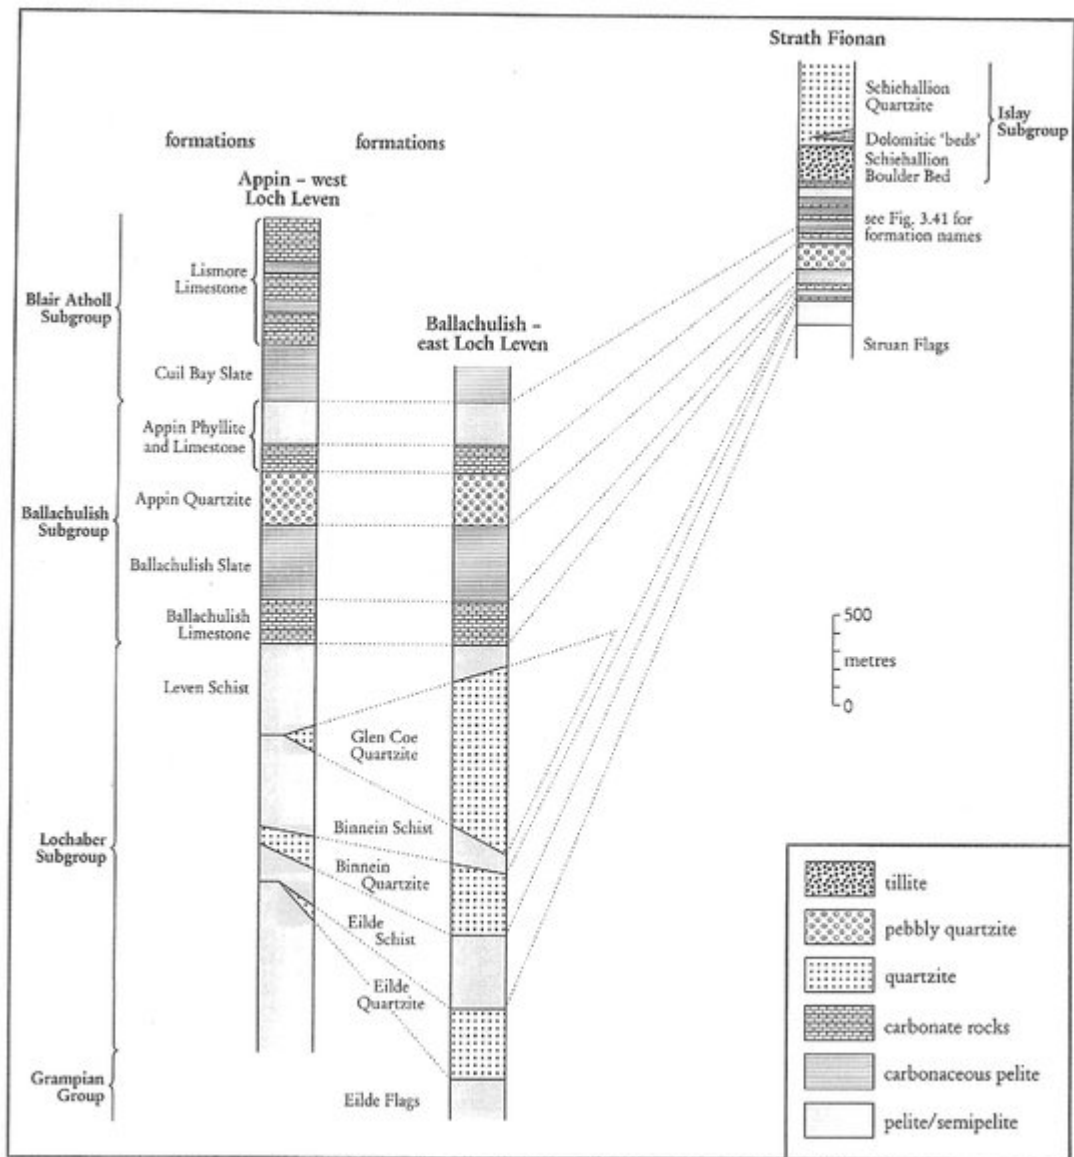 Strath Fionan
Schiehallion
Quartzite
Islay
Subgroup
Dolomitic 'beds'
Schiehallion
Boulder Bed
see Fig. 3.41 for
formation names
Struan Flags
formations
formations
Appin – west
Loch Leven
Lismore
Limestone
Blair Atholl
Subgroup
Ballachulish –
east Loch Leven
Cuil Bay Slate
Appin Phyllite
and Limestone
Appin Quartzite
Ballachulish
Subgroup
Ballachulish Slate
Ballachulish
Limestone
Leven Schist
Glen Coe
Quartzite
Binnein Schist
Lochaber
Subgroup
Binnein
Quartzite
Eilde
Schist
Eilde
Quartzite
Grampian
Group
Eilde Flags
500
metres
0
tillite
pebbly quartzite
quartzite
carbonate rocks
carbonaceous pelite
pelite/semipelite